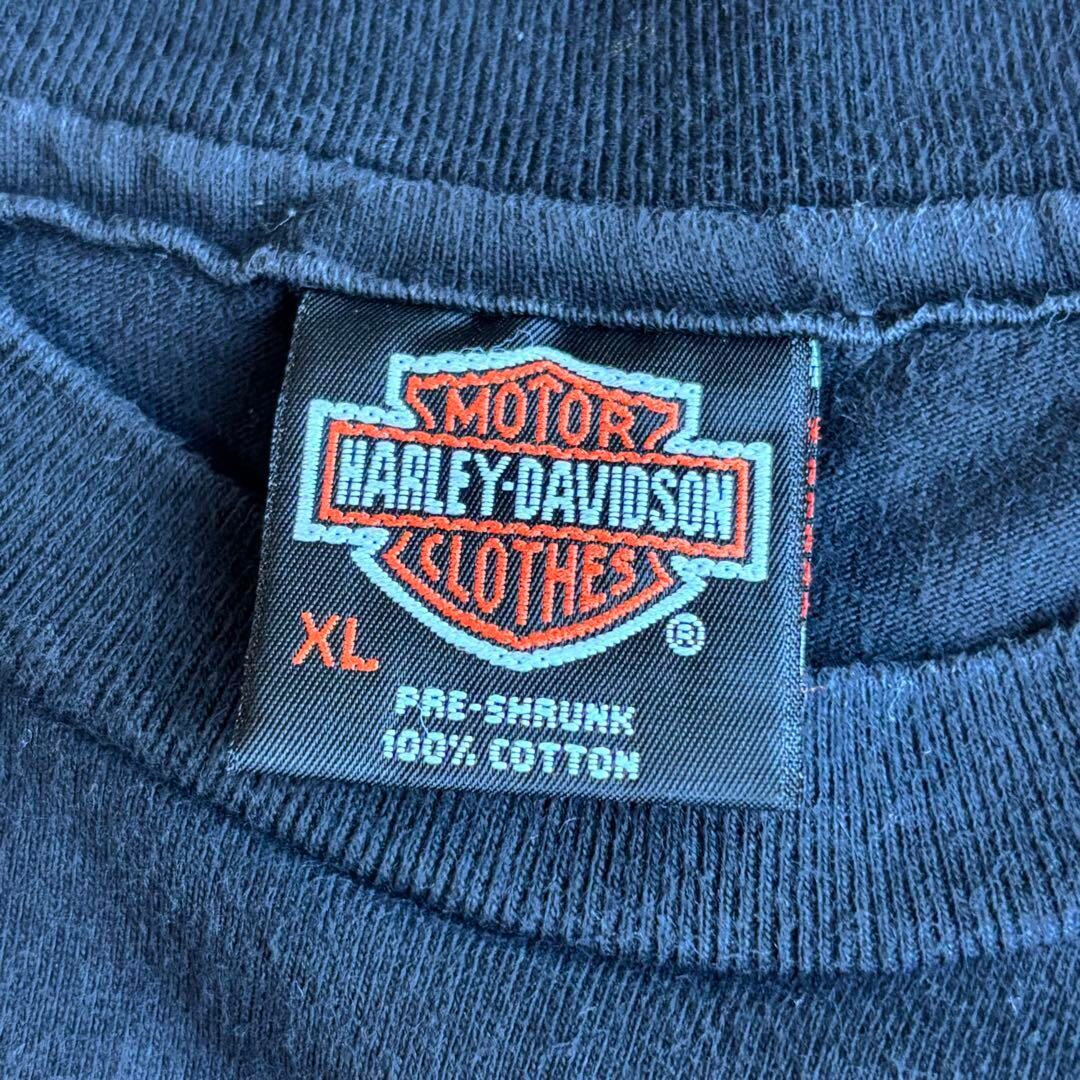 MOTOR
HARLEY-DAVIDSON
CLOTHES
®
XL
PRE-SHRUNK
100% COTTON